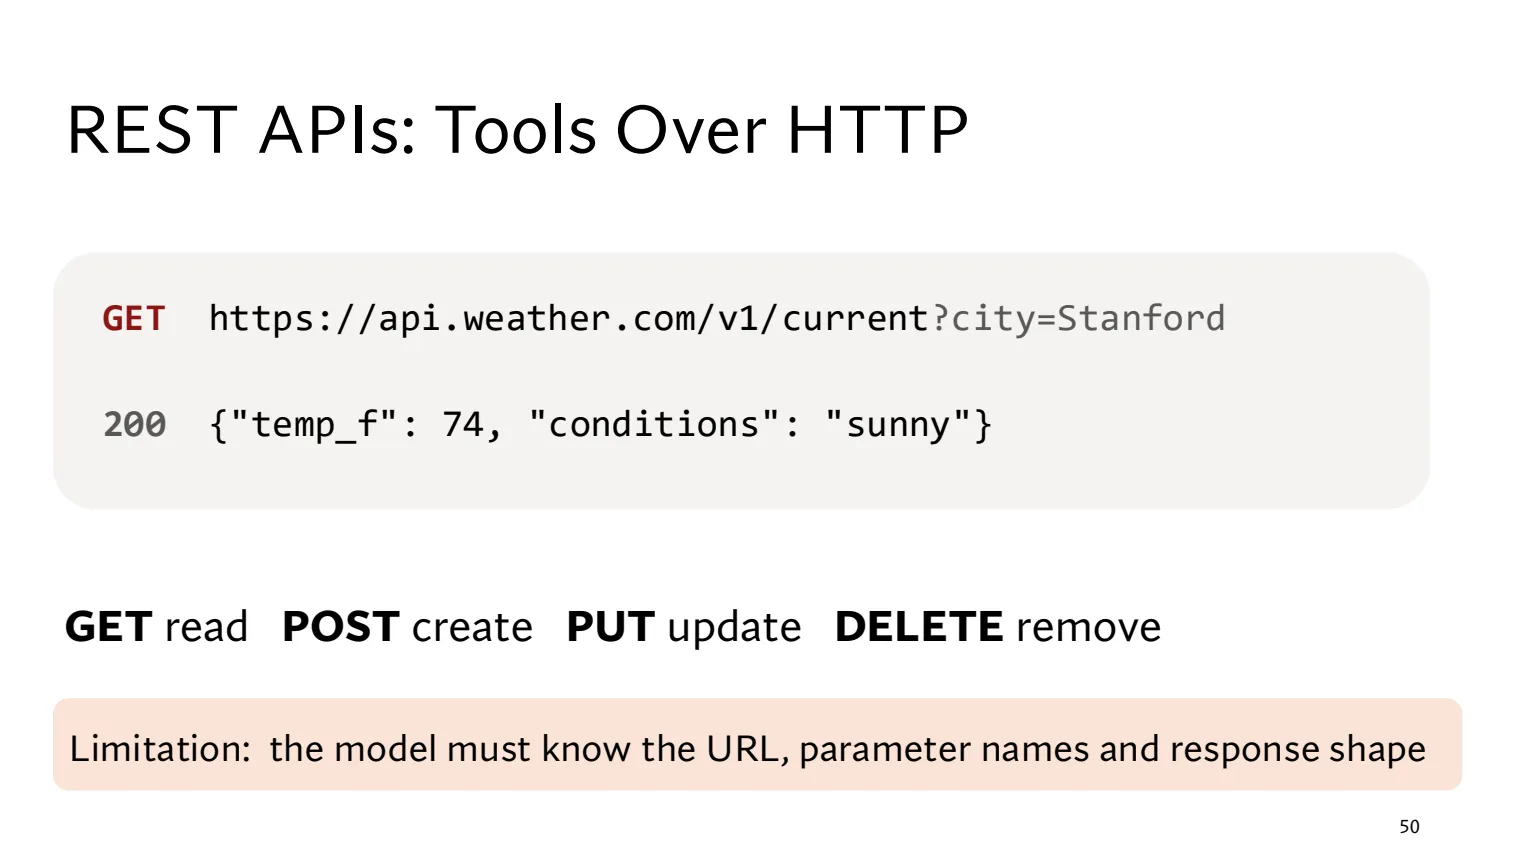 REST APIs: Tools Over HTTP
GET https://api.weather.com/v1/current?city=Stanford
200 {"temp_f": 74, "conditions": "sunny"}
GET read POST create PUT update DELETE remove
Limitation: the model must know the URL, parameter names and response shape
50